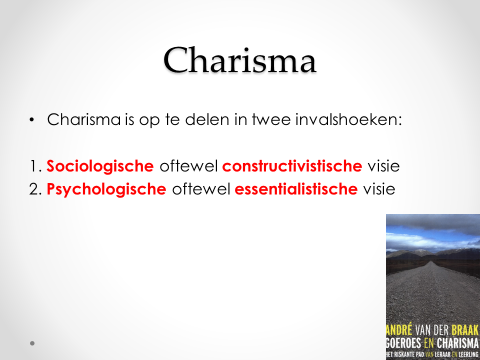 Charisma
• Charisma is op te delen in twee invalshoeken:
1. Sociologische oftewel constructivistische visie
2. Psychologische oftewel essentialistische visie
ANDRÉ VAN DER BRAAK
GOEROES EN CHARISMA
HET RISKANTE PAD VAN LERAAR EN LEERLING